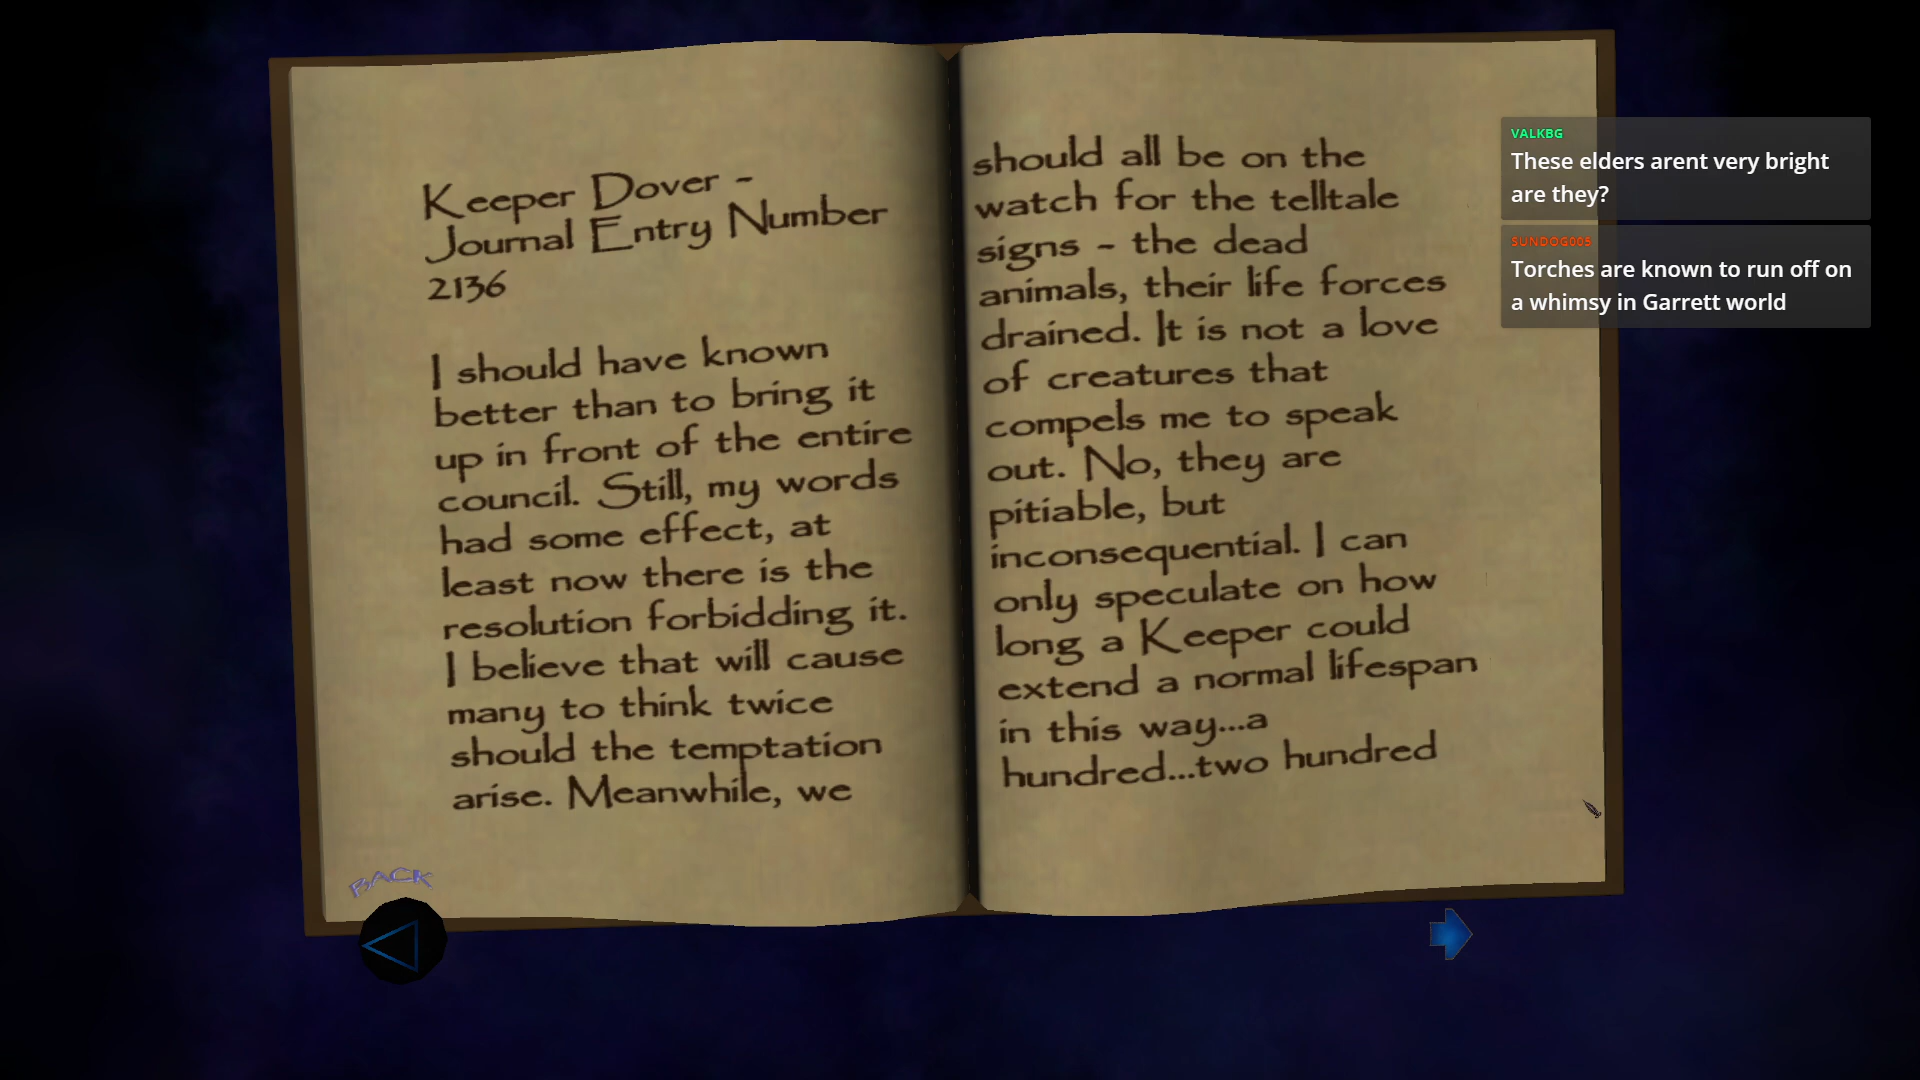 Keeper Dover -
Journal Entry Number
2136
I should have known
better than to bring it
up in front of the entire
council. Still, my words
had some effect, at
least now there is the
resolution forbidding it.
I believe that will cause
many to think twice
should the temptation
arise. Meanwhile, we
should all be on the
watch for the telltale
signs - the dead
animals, their life forces
drained. It is not a love
of creatures that
compels me to speak
out. No, they are
pitiable, but
inconsequential. I can
only speculate on how
long a Keeper could
extend a normal lifespan
in this way...a
hundred...two hundred
BACK
VALKBG
These elders arent very bright
are they?
SUNDOG005
Torches are known to run off on
a whimsy in Garrett world